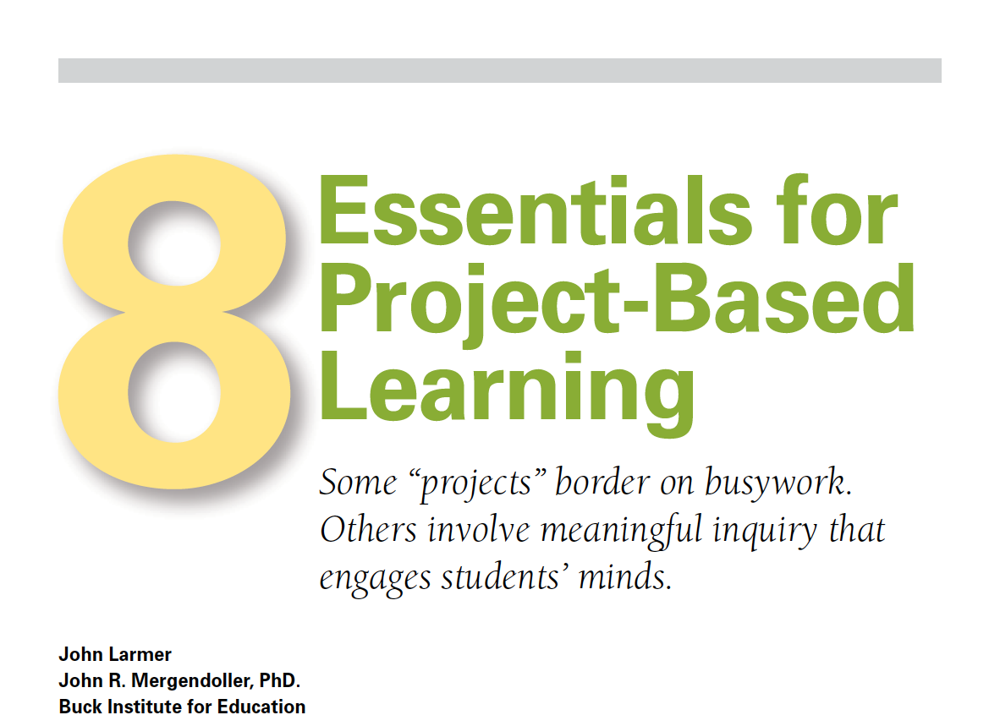 8
Essentials for
Project-Based
Learning
Some “projects” border on busywork.
Others involve meaningful inquiry that
engages students’ minds.
John Larmer
John R. Mergendoller, PhD.
Buck Institute for Education